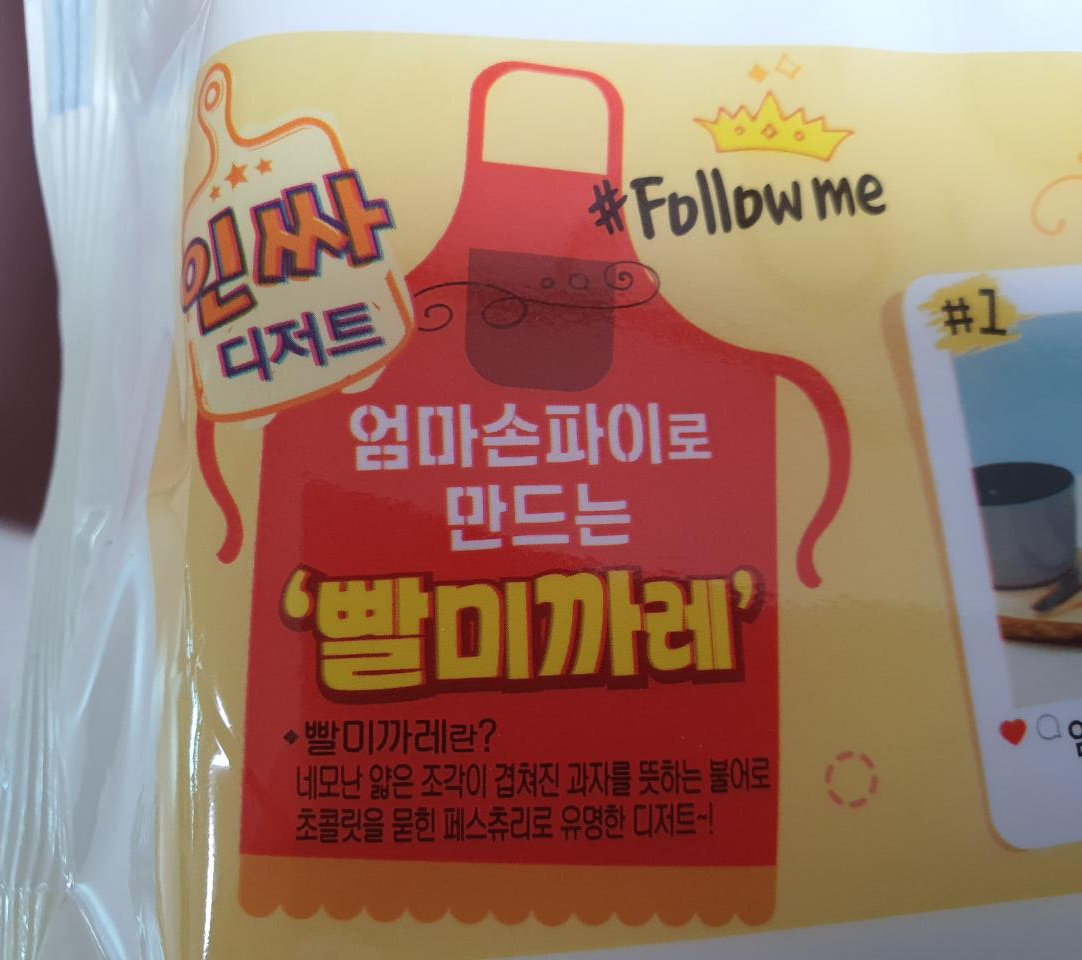 인싸
디저트
#Follow me
#1
엄마손파이로
만드는
'빨미까레'
◆빨미까레란?
네모난 얇은 조각이 겹쳐진 과자를 뜻하는 불어로
초콜릿을 묻힌 페스츄리로 유명한 디저트~!